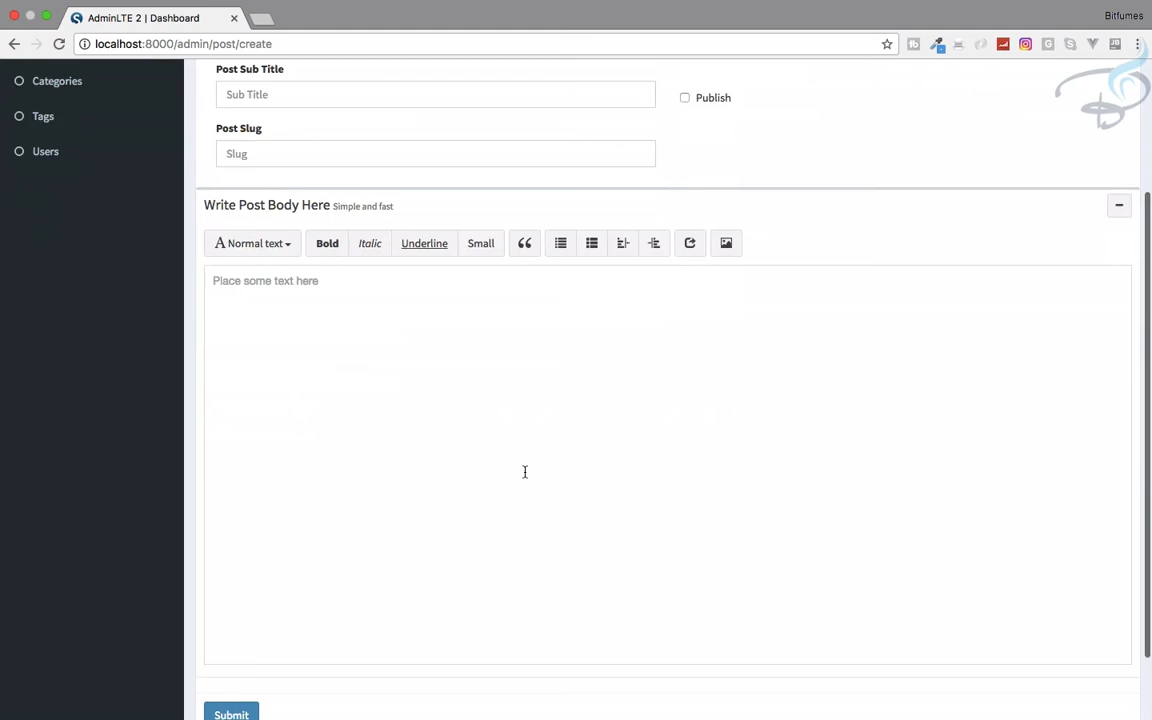 AdminLTE 2 | Dashboard
Bitfumes
localhost:8000/admin/post/create
Categories
Tags
Users
Post Sub Title
Sub Title
Publish
Post Slug
Slug
Write Post Body Here Simple and fast
A Normal text Bold Italic Underline Small
Place some text here
Submit